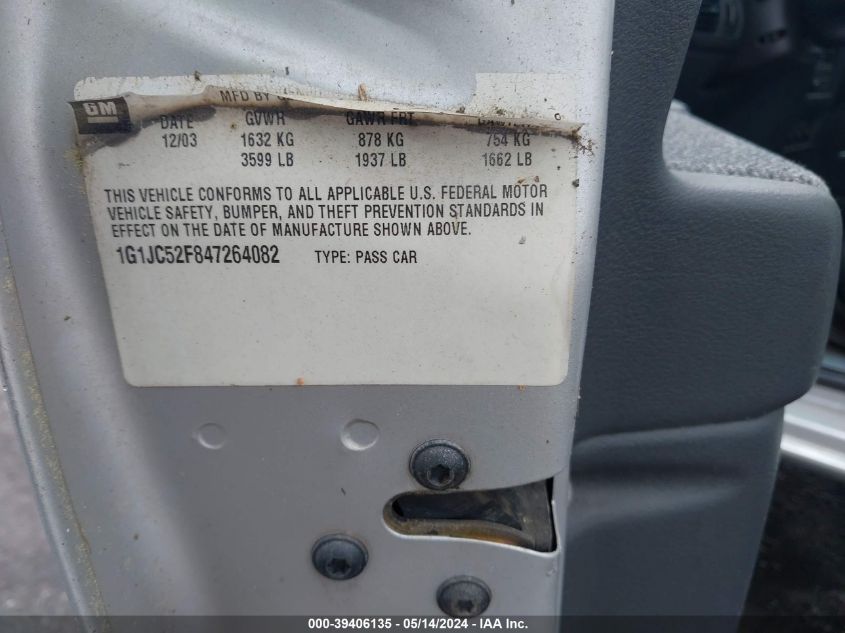 MFD BY
GM
DATE GVWR GAWR FRT
12/03 1632 KG 878 KG 754 KG
3599 LB 1937 LB 1662 LB
THIS VEHICLE CONFORMS TO ALL APPLICABLE U.S. FEDERAL MOTOR
VEHICLE SAFETY, BUMPER, AND THEFT PREVENTION STANDARDS IN
EFFECT ON THE DATE OF MANUFACTURE SHOWN ABOVE.
1G1JC52F847264082 TYPE: PASS CAR
000-39406135 - 05/14/2024 - IAA Inc.